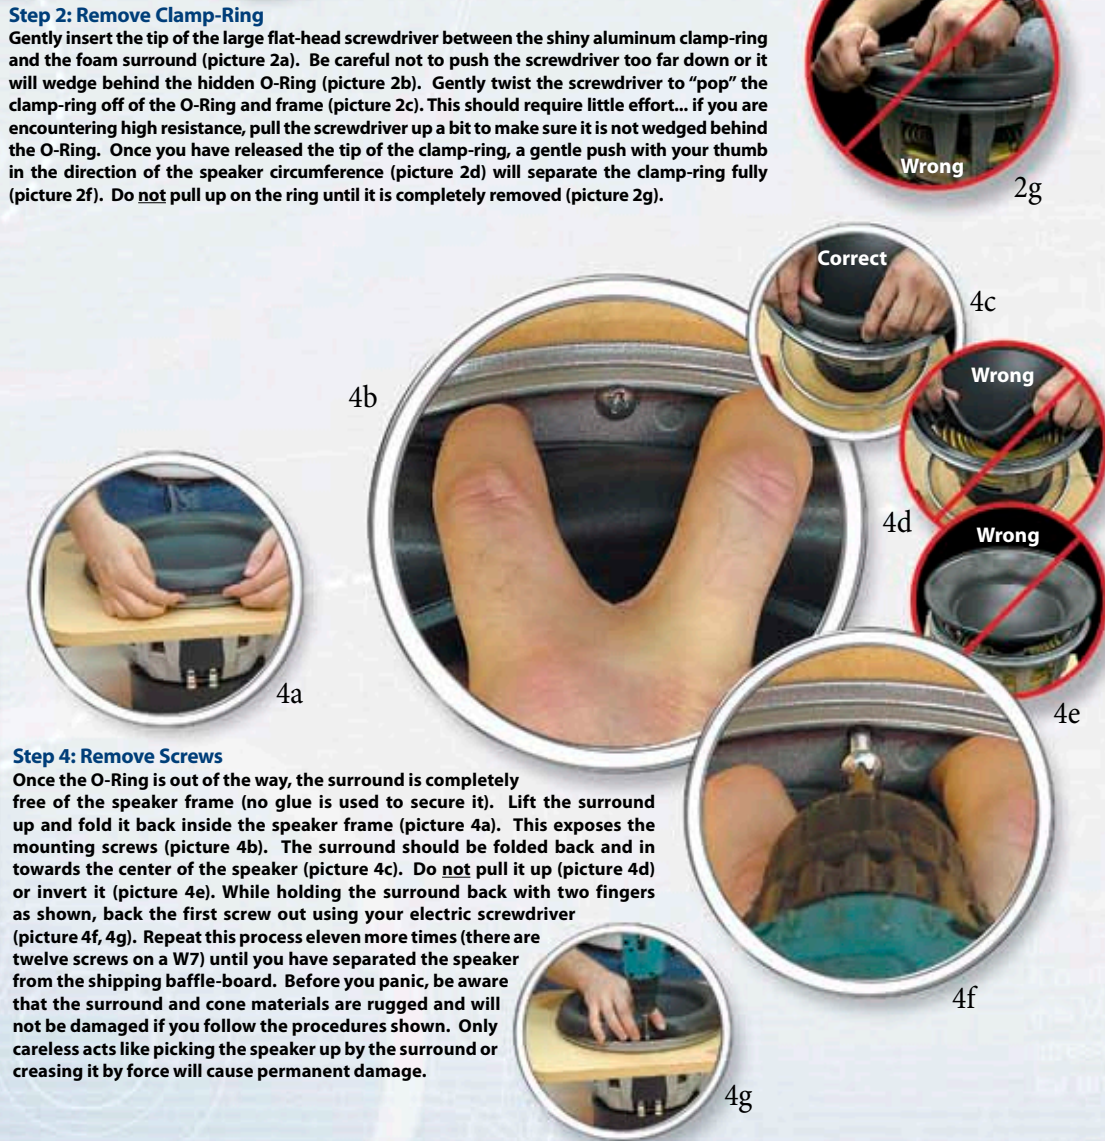 Step 2: Remove Clamp-Ring
Gently insert the tip of the large flat-head screwdriver between the shiny aluminum clamp-ring
and the foam surround (picture 2a). Be careful not to push the screwdriver too far down or it
will wedge behind the hidden O-Ring (picture 2b). Gently twist the screwdriver to “pop” the
clamp-ring off of the O-Ring and frame (picture 2c). This should require little effort... if you are
encountering high resistance, pull the screwdriver up a bit to make sure it is not wedged behind
the O-Ring. Once you have released the tip of the clamp-ring, a gentle push with your thumb
in the direction of the speaker circumference (picture 2d) will separate the clamp-ring fully
(picture 2f). Do not pull up on the ring until it is completely removed (picture 2g).
Wrong
2g
Correct
4c
Wrong
4b
4d
Wrong
4a
4e
Step 4: Remove Screws
Once the O-Ring is out of the way, the surround is completely
free of the speaker frame (no glue is used to secure it). Lift the surround
up and fold it back inside the speaker frame (picture 4a). This exposes the
mounting screws (picture 4b). The surround should be folded back and in
towards the center of the speaker (picture 4c). Do not pull it up (picture 4d)
or invert it (picture 4e). While holding the surround back with two fingers
as shown, back the first screw out using your electric screwdriver
(picture 4f, 4g). Repeat this process eleven more times (there are
twelve screws on a W7) until you have separated the speaker
from the shipping baffle-board. Before you panic, be aware
that the surround and cone materials are rugged and will
not be damaged if you follow the procedures shown. Only
careless acts like picking the speaker up by the surround or
creasing it by force will cause permanent damage.
4f
4g